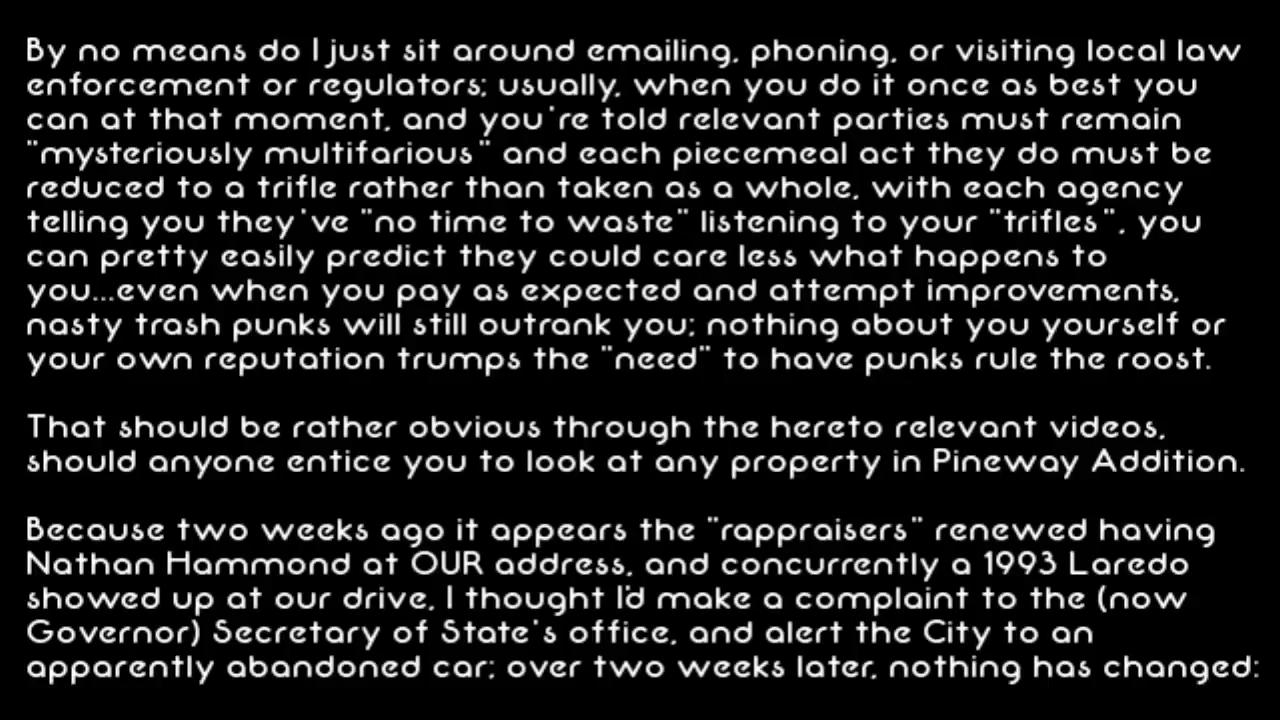 By no means do I just sit around emailing, phoning, or visiting local law
enforcement or regulators; usually, when you do it once as best you
can at that moment, and you're told relevant parties must remain
"mysteriously multifarious" and each piecemeal act they do must be
reduced to a trifle rather than taken as a whole, with each agency
telling you they've "no time to waste" listening to your "trifles", you
can pretty easily predict they could care less what happens to
you...even when you pay as expected and attempt improvements,
nasty trash punks will still outrank you; nothing about you yourself or
your own reputation trumps the "need" to have punks rule the roost.
That should be rather obvious through the hereto relevant videos,
should anyone entice you to look at any property in Pineway Addition.
Because two weeks ago it appears the "rappraisers" renewed having
Nathan Hammond at OUR address, and concurrently a 1993 Laredo
showed up at our drive, I thought I'd make a complaint to the (now
Governor) Secretary of State's office, and alert the City to an
apparently abandoned car; over two weeks later, nothing has changed: